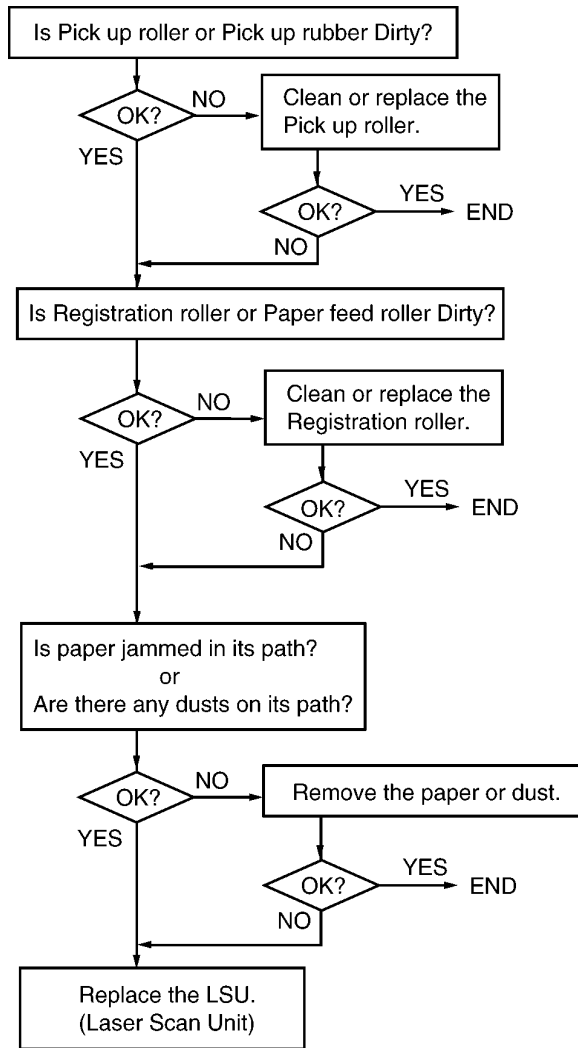 Is Pick up roller or Pick up rubber Dirty?
OK?
NO
Clean or replace the
Pick up roller.
YES
OK?
YES
END
NO
Is Registration roller or Paper feed roller Dirty?
OK?
NO
Clean or replace the
Registration roller.
YES
OK?
YES
END
NO
Is paper jammed in its path?
or
Are there any dusts on its path?
OK?
NO
Remove the paper or dust.
YES
OK?
YES
END
NO
Replace the LSU.
(Laser Scan Unit)